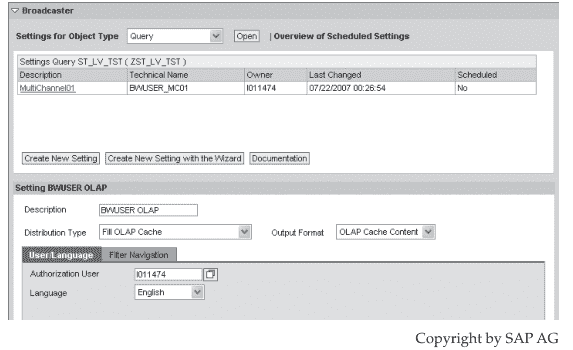 Broadcaster
Settings for Object Type Query Open | Overview of Scheduled Settings
Settings Query ST_LV_TST ( ZST_LV_TST )
Description Technical Name Owner Last Changed Scheduled
MultiChannel01 BWUSER_MC01 I011474 07/22/2007 00:26:54 No
Create New Setting Create New Setting with the Wizard Documentation
Setting BWUSER OLAP
Description BWUSER OLAP
Distribution Type Fill OLAP Cache Output Format OLAP Cache Content
User/Language Filter Navigation
Authorization User I011474
Language English
Copyright by SAP AG